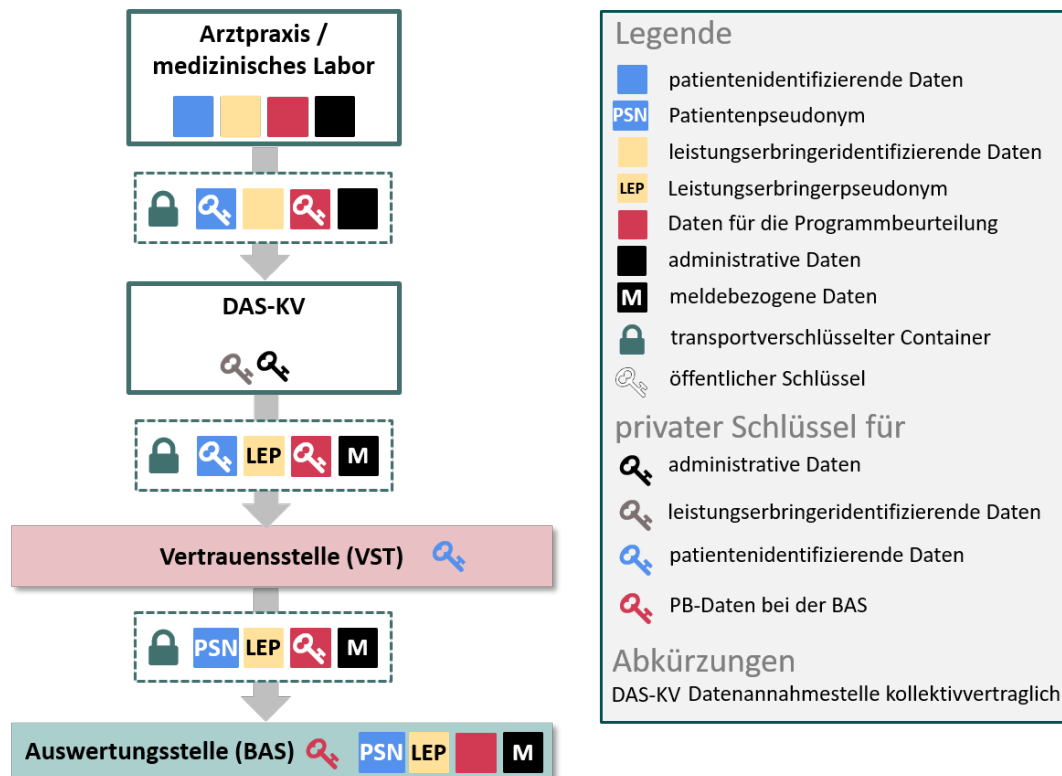 Arztpraxis /
medizinisches Labor
DAS-KV
LEP M
Vertrauensstelle (VST)
PSN LEP M
Auswertungsstelle (BAS) PSN LEP M
Legende
patientenidentifizierende Daten
PSN Patientenpseudonym
leistungserbringeridentifizierende Daten
LEP Leistungserbringerpseudonym
Daten für die Programmbeurteilung
administrative Daten
M meldebezogene Daten
transportverschlüsselter Container
öffentlicher Schlüssel
privater Schlüssel für
administrative Daten
leistungserbringeridentifizierende Daten
patientenidentifizierende Daten
PB-Daten bei der BAS
Abkürzungen
DAS-KV Datenannahmestelle kollektivvertraglich